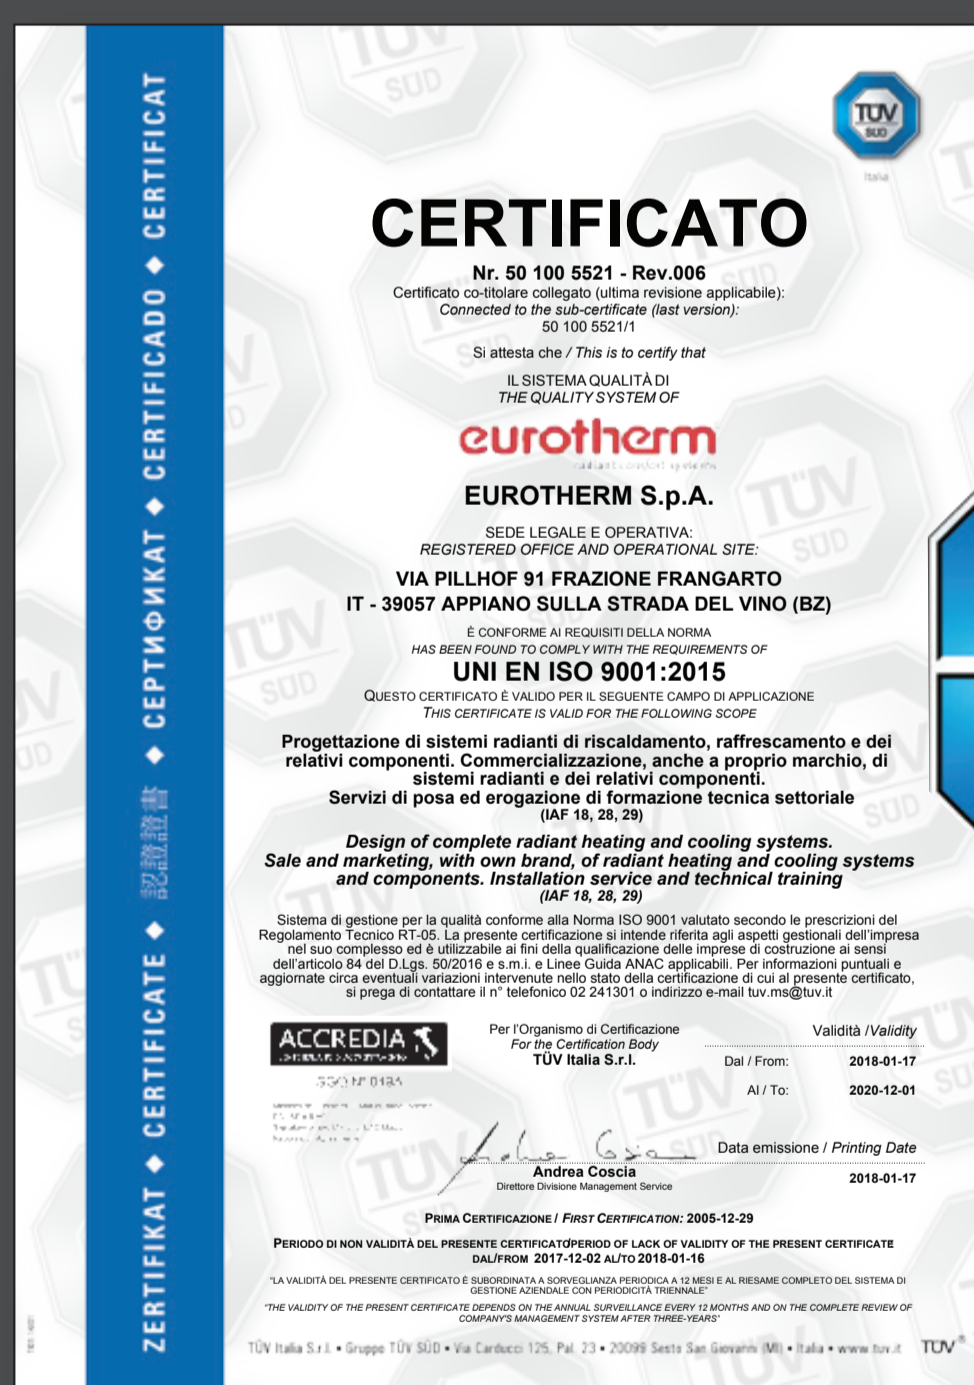 ZERTIFIKAT ◆ CERTIFICATE ◆ 認證證書 ◆ СЕРТИФИКАТ ◆ CERTIFICADO ◆ CERTIFICAT
TÜV
SÜD
Italia
CERTIFICATO
Nr. 50 100 5521 - Rev.006
Certificato co-titolare collegato (ultima revisione applicabile):
Connected to the sub-certificate (last version):
50 100 5521/1
Si attesta che / This is to certify that
IL SISTEMA QUALITÀ DI
THE QUALITY SYSTEM OF
eurotherm
radiant comfort systems
EUROTHERM S.p.A.
SEDE LEGALE E OPERATIVA:
REGISTERED OFFICE AND OPERATIONAL SITE:
VIA PILLHOF 91 FRAZIONE FRANGARTO
IT - 39057 APPIANO SULLA STRADA DEL VINO (BZ)
È CONFORME AI REQUISITI DELLA NORMA
HAS BEEN FOUND TO COMPLY WITH THE REQUIREMENTS OF
UNI EN ISO 9001:2015
QUESTO CERTIFICATO È VALIDO PER IL SEGUENTE CAMPO DI APPLICAZIONE
THIS CERTIFICATE IS VALID FOR THE FOLLOWING SCOPE
Progettazione di sistemi radianti di riscaldamento, raffrescamento e dei
relativi componenti. Commercializzazione, anche a proprio marchio, di
sistemi radianti e dei relativi componenti.
Servizi di posa ed erogazione di formazione tecnica settoriale
(IAF 18, 28, 29)
Design of complete radiant heating and cooling systems.
Sale and marketing, with own brand, of radiant heating and cooling systems
and components. Installation service and technical training
(IAF 18, 28, 29)
Sistema di gestione per la qualità conforme alla Norma ISO 9001 valutato secondo le prescrizioni del
Regolamento Tecnico RT-05. La presente certificazione si intende riferita agli aspetti gestionali dell'impresa
nel suo complesso ed è utilizzabile ai fini della qualificazione delle imprese di costruzione ai sensi
dell'articolo 84 del D.Lgs. 50/2016 e s.m.i. e Linee Guida ANAC applicabili. Per informazioni puntuali e
aggiornate circa eventuali variazioni intervenute nello stato della certificazione di cui al presente certificato,
si prega di contattare il n° telefonico 02 241301 o indirizzo e-mail tuv.ms@tuv.it
ACCREDIA
Per l'Organismo di Certificazione
For the Certification Body
TÜV Italia S.r.l.
Validità /Validity
Dal / From: 2018-01-17
Al / To: 2020-12-01
Andrea Coscia
Direttore Divisione Management Service
Data emissione / Printing Date
2018-01-17
PRIMA CERTIFICAZIONE / FIRST CERTIFICATION: 2005-12-29
PERIODO DI NON VALIDITÀ DEL PRESENTE CERTIFICATO/PERIOD OF LACK OF VALIDITY OF THE PRESENT CERTIFICATE
DAL/FROM 2017-12-02 AL/TO 2018-01-16
"LA VALIDITÀ DEL PRESENTE CERTIFICATO È SUBORDINATA A SORVEGLIANZA PERIODICA A 12 MESI E AL RIESAME COMPLETO DEL SISTEMA DI
GESTIONE AZIENDALE CON PERIODICITÀ TRIENNALE"
"THE VALIDITY OF THE PRESENT CERTIFICATE DEPENDS ON THE ANNUAL SURVEILLANCE EVERY 12 MONTHS AND ON THE COMPLETE REVIEW OF
COMPANY'S MANAGEMENT SYSTEM AFTER THREE-YEARS"
TÜV Italia S.r.l. • Gruppo TÜV SÜD • Via Carducci 125, Pal. 23 • 20099 Sesto San Giovanni (MI) • Italia • www.tuv.it TÜV®